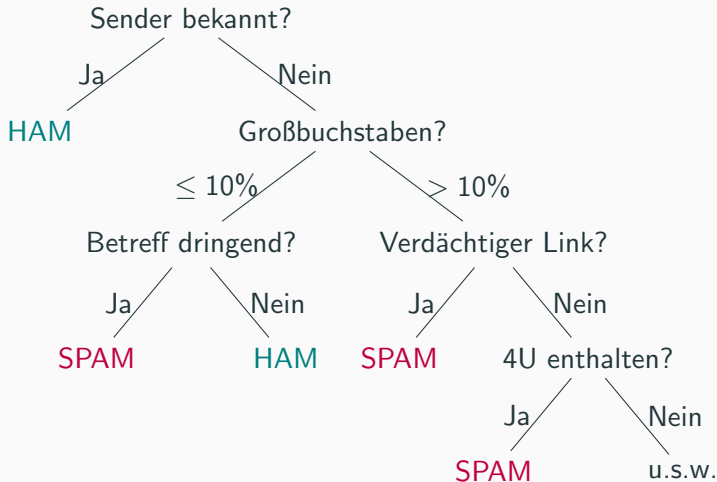 Sender bekannt?
Ja Nein
HAM Großbuchstaben?
≤ 10% > 10%
Betreff dringend? Verdächtiger Link?
Ja Nein Ja Nein
SPAM HAM SPAM 4U enthalten?
Ja Nein
SPAM u.s.w.